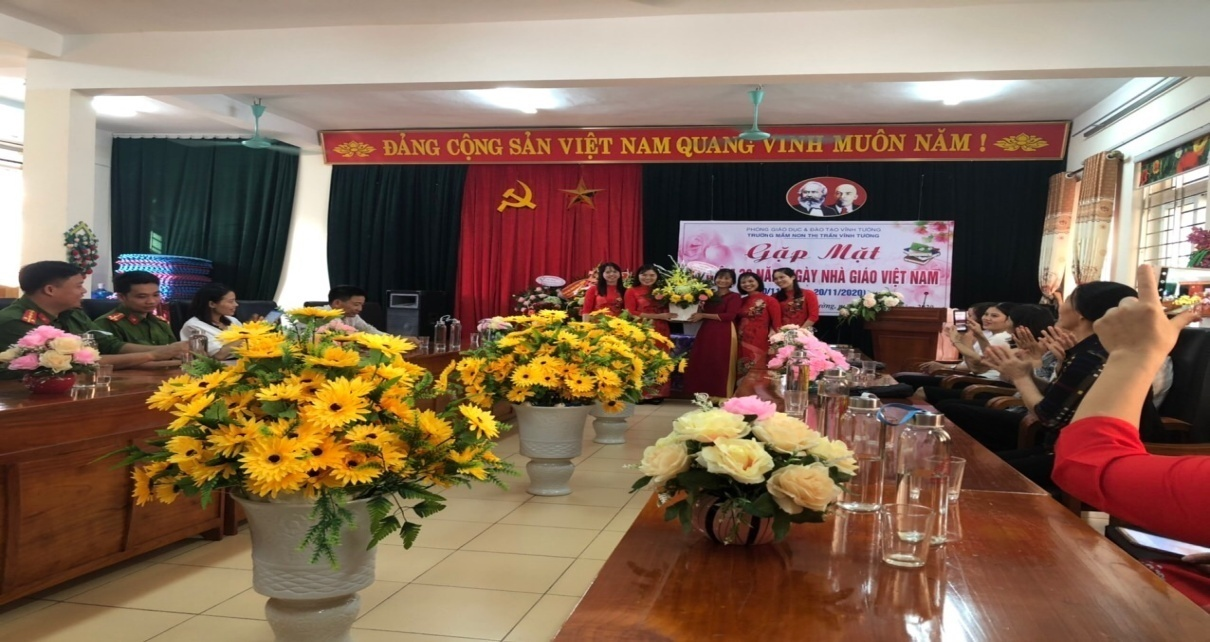 ĐẢNG CỘNG SẢN VIỆT NAM QUANG VINH MUÔN NĂM !
PHÒNG GIÁO DỤC & ĐÀO TẠO VĨNH TƯỜNG
TRƯỜNG MẦM NON THỊ TRẤN VĨNH TƯỜNG
Gặp Mặt
NGÀY NHÀ GIÁO VIỆT NAM
20/11/2020)